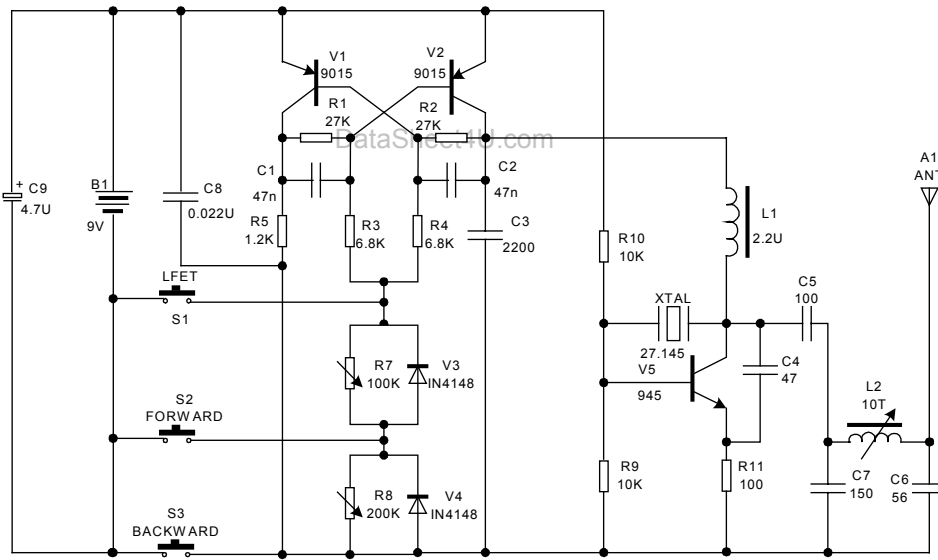 V1
9015
V2
9015
R1
27K
R2
27K
DataSheet4U.com
A1
ANT
+
C9
4.7U
B1
9V
C8
0.022U
C1
47n
C2
47n
R5
1.2K
R3
6.8K
R4
6.8K
C3
2200
L1
2.2U
R10
10K
LFET
S1
XTAL
27.145
C5
100
R7
100K
V3
IN4148
V5
945
C4
47
S2
FORWARD
L2
10T
R8
200K
V4
IN4148
R9
10K
R11
100
C7
150
C6
56
S3
BACKWARD